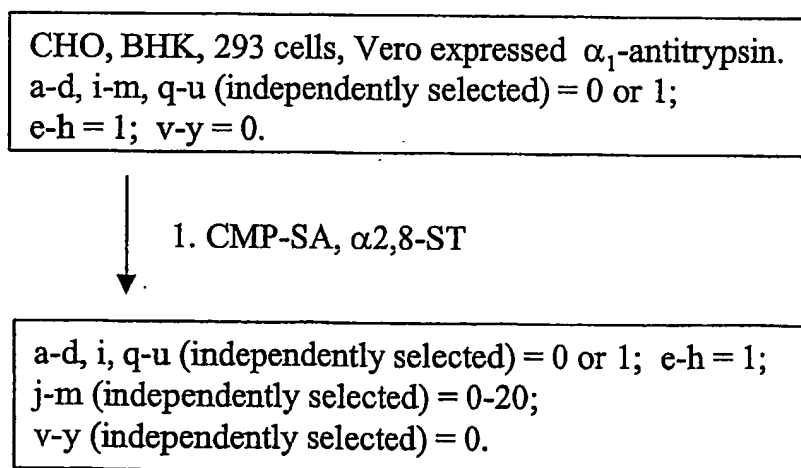 CHO, BHK, 293 cells, Vero expressed α₁-antitrypsin.
a-d, i-m, q-u (independently selected) = 0 or 1;
e-h = 1; v-y = 0.
1. CMP-SA, α2,8-ST
a-d, i, q-u (independently selected) = 0 or 1; e-h = 1;
j-m (independently selected) = 0-20;
v-y (independently selected) = 0.